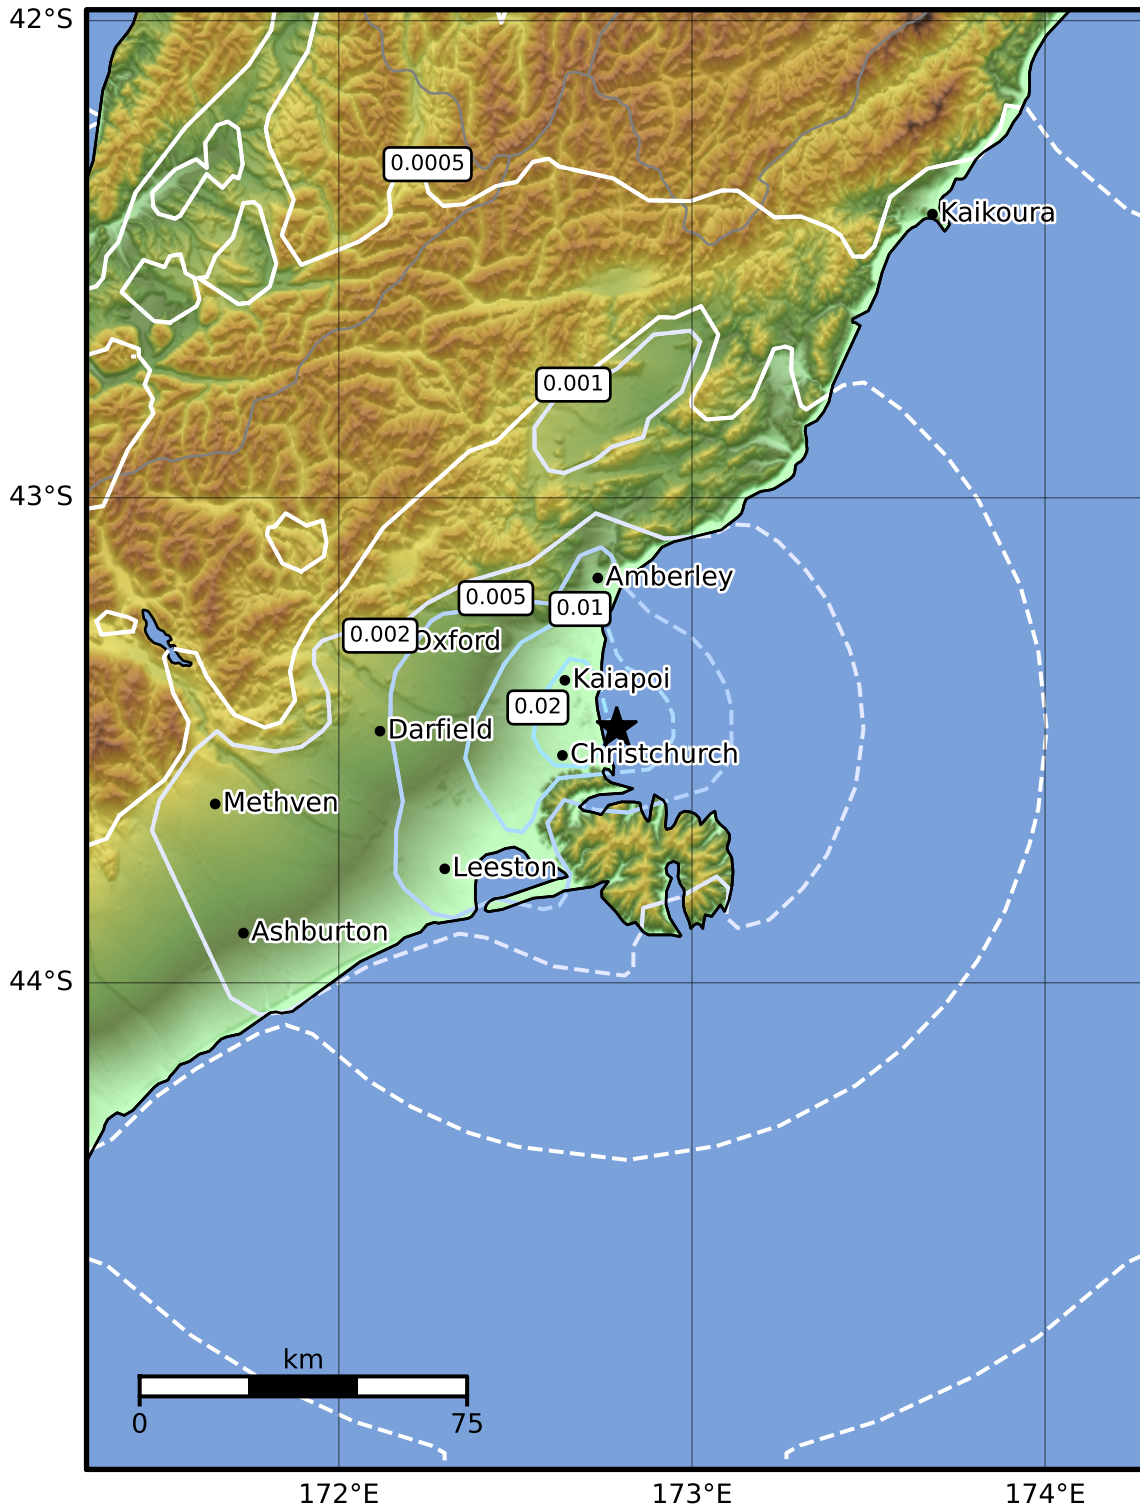 42°S
0.0005
Kaikoura
0.001
43°S
Amberley
0.005
0.01
0.002
Oxford
Kaiapoi
0.02
Darfield
Christchurch
Methven
Leeston
Ashburton
44°S
km
0
75
172°E
173°E
174°E